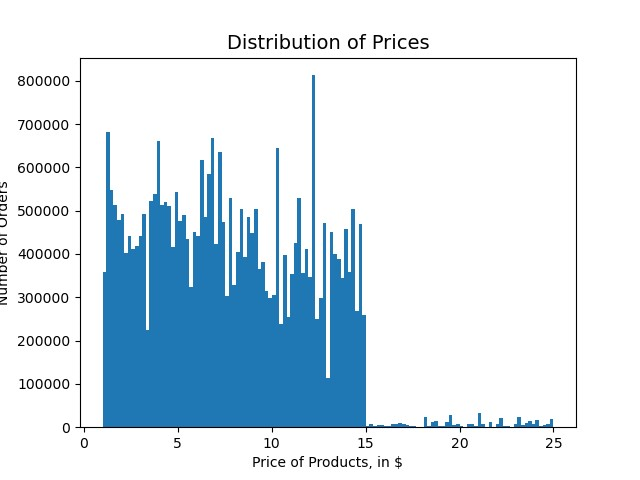 Distribution of Prices
800000
700000
600000
500000
400000
300000
200000
100000
0
Number of Orders
0 5 10 15 20 25
Price of Products, in $